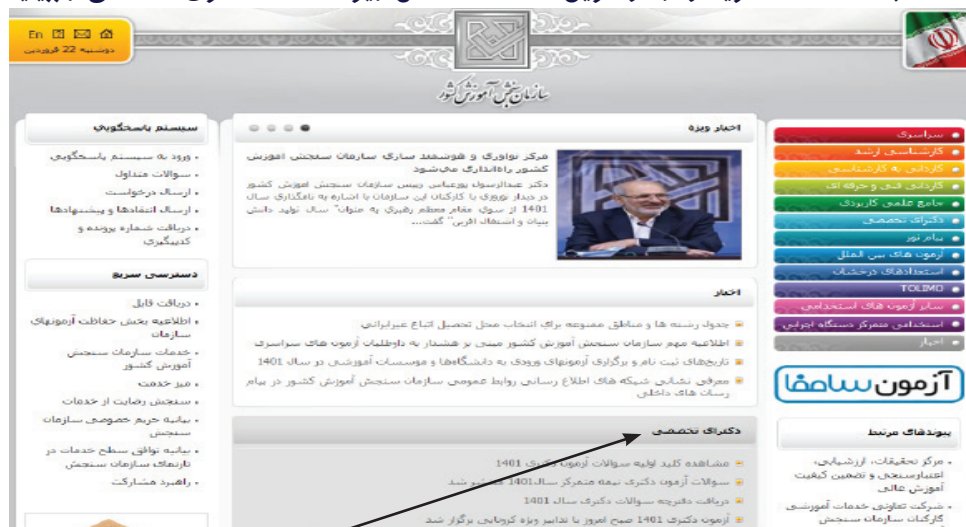 En
دوشنبه 22 فروردین
سازمان سنجش آموزش کشور
سراسری
کارشناسی ارشد
کاردانی به کارشناسی
کاردانی فنی و حرفه ای
جامع علمی کاربردی
دکترای تخصصی
پیام نور
آزمون های بین الملل
استعدادهای درخشان
TOLIMO
سایر آزمون های استخدامی
استخدامی متمرکز دستگاه اجرایی
اخبار
آزمون سامفا
پیوندهای مرتبط
مرکز تحقیقات، ارزشیابی،
اعتبارسنجی و تضمین کیفیت
آموزش عالی
شرکت تعاونی خدمات آموزشی
کارکنان سازمان سنجش
اخبار ویژه
مرکز نوآوری و هوشمند سازی سازمان سنجش آموزش
کشور راه‌اندازی می‌شود
دکتر عبدالرسول پورعباس رییس سازمان سنجش آموزش کشور
در دیدار نوروزی با کارکنان این سازمان با اشاره به نامگذاری سال
1401 از سوی مقام معظم رهبری به عنوان" سال تولید دانش
بنیان و اشتغال آفرین" گفت...
اخبار
جدول رشته ها و مناطق ممنوعه برای انتخاب محل تحصیل اتباع غیرایرانی
اطلاعیه مهم سازمان سنجش آموزش کشور مبنی بر هشدار به داوطلبان آزمون های سراسری
تاریخهای ثبت نام و برگزاری آزمونهای ورودی به دانشگاهها و موسسات آموزشی در سال 1401
معرفی نشانی شبکه های اطلاع رسانی روابط عمومی سازمان سنجش آموزش کشور در پیام
رسان های داخلی
دکترای تخصصی
مشاهده کلید اولیه سوالات آزمون دکتری 1401
سوالات آزمون دکتری نیمه متمرکز سال1401 منتشر شد
دریافت دفترچه سوالات دکتری سال 1401
آزمون دکتری 1401 صبح امروز با تدابیر ویژه کرونایی برگزار شد
سیستم پاسخگویی
ورود به سیستم پاسخگویی
سوالات متداول
ارسال درخواست
ارسال انتقادها و پیشنهادها
دریافت شماره پرونده و
کدپیگیری
دسترسی سریع
دریافت فایل
اطلاعیه بخش حفاظت آزمونهای
سازمان
خدمات سازمان سنجش
آموزش کشور
میز خدمت
سنجش رضایت از خدمات
بیانیه حریم خصوصی سازمان
سنجش
بیانیه توافق سطح خدمات در
تارنمای سازمان سنجش
راهبرد مشارکت